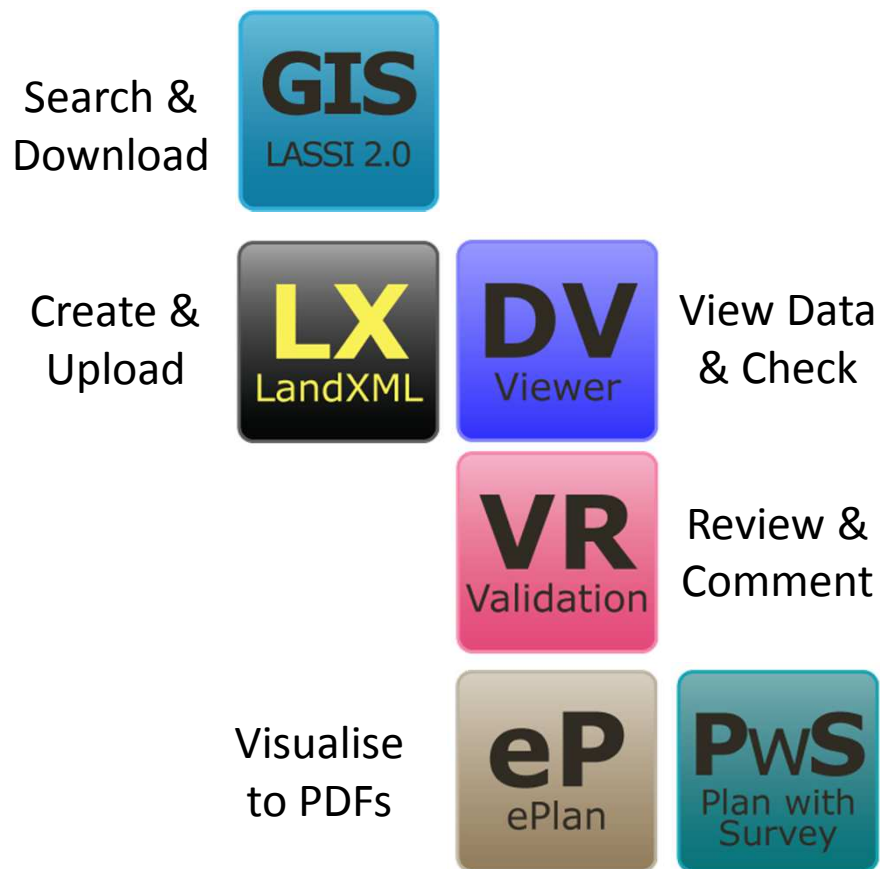 Search &
Download
GIS
LASSI 2.0
Create &
Upload
LX
LandXML
DV
Viewer
View Data
& Check
VR
Validation
Review &
Comment
Visualise
to PDFs
eP
ePlan
PwS
Plan with
Survey